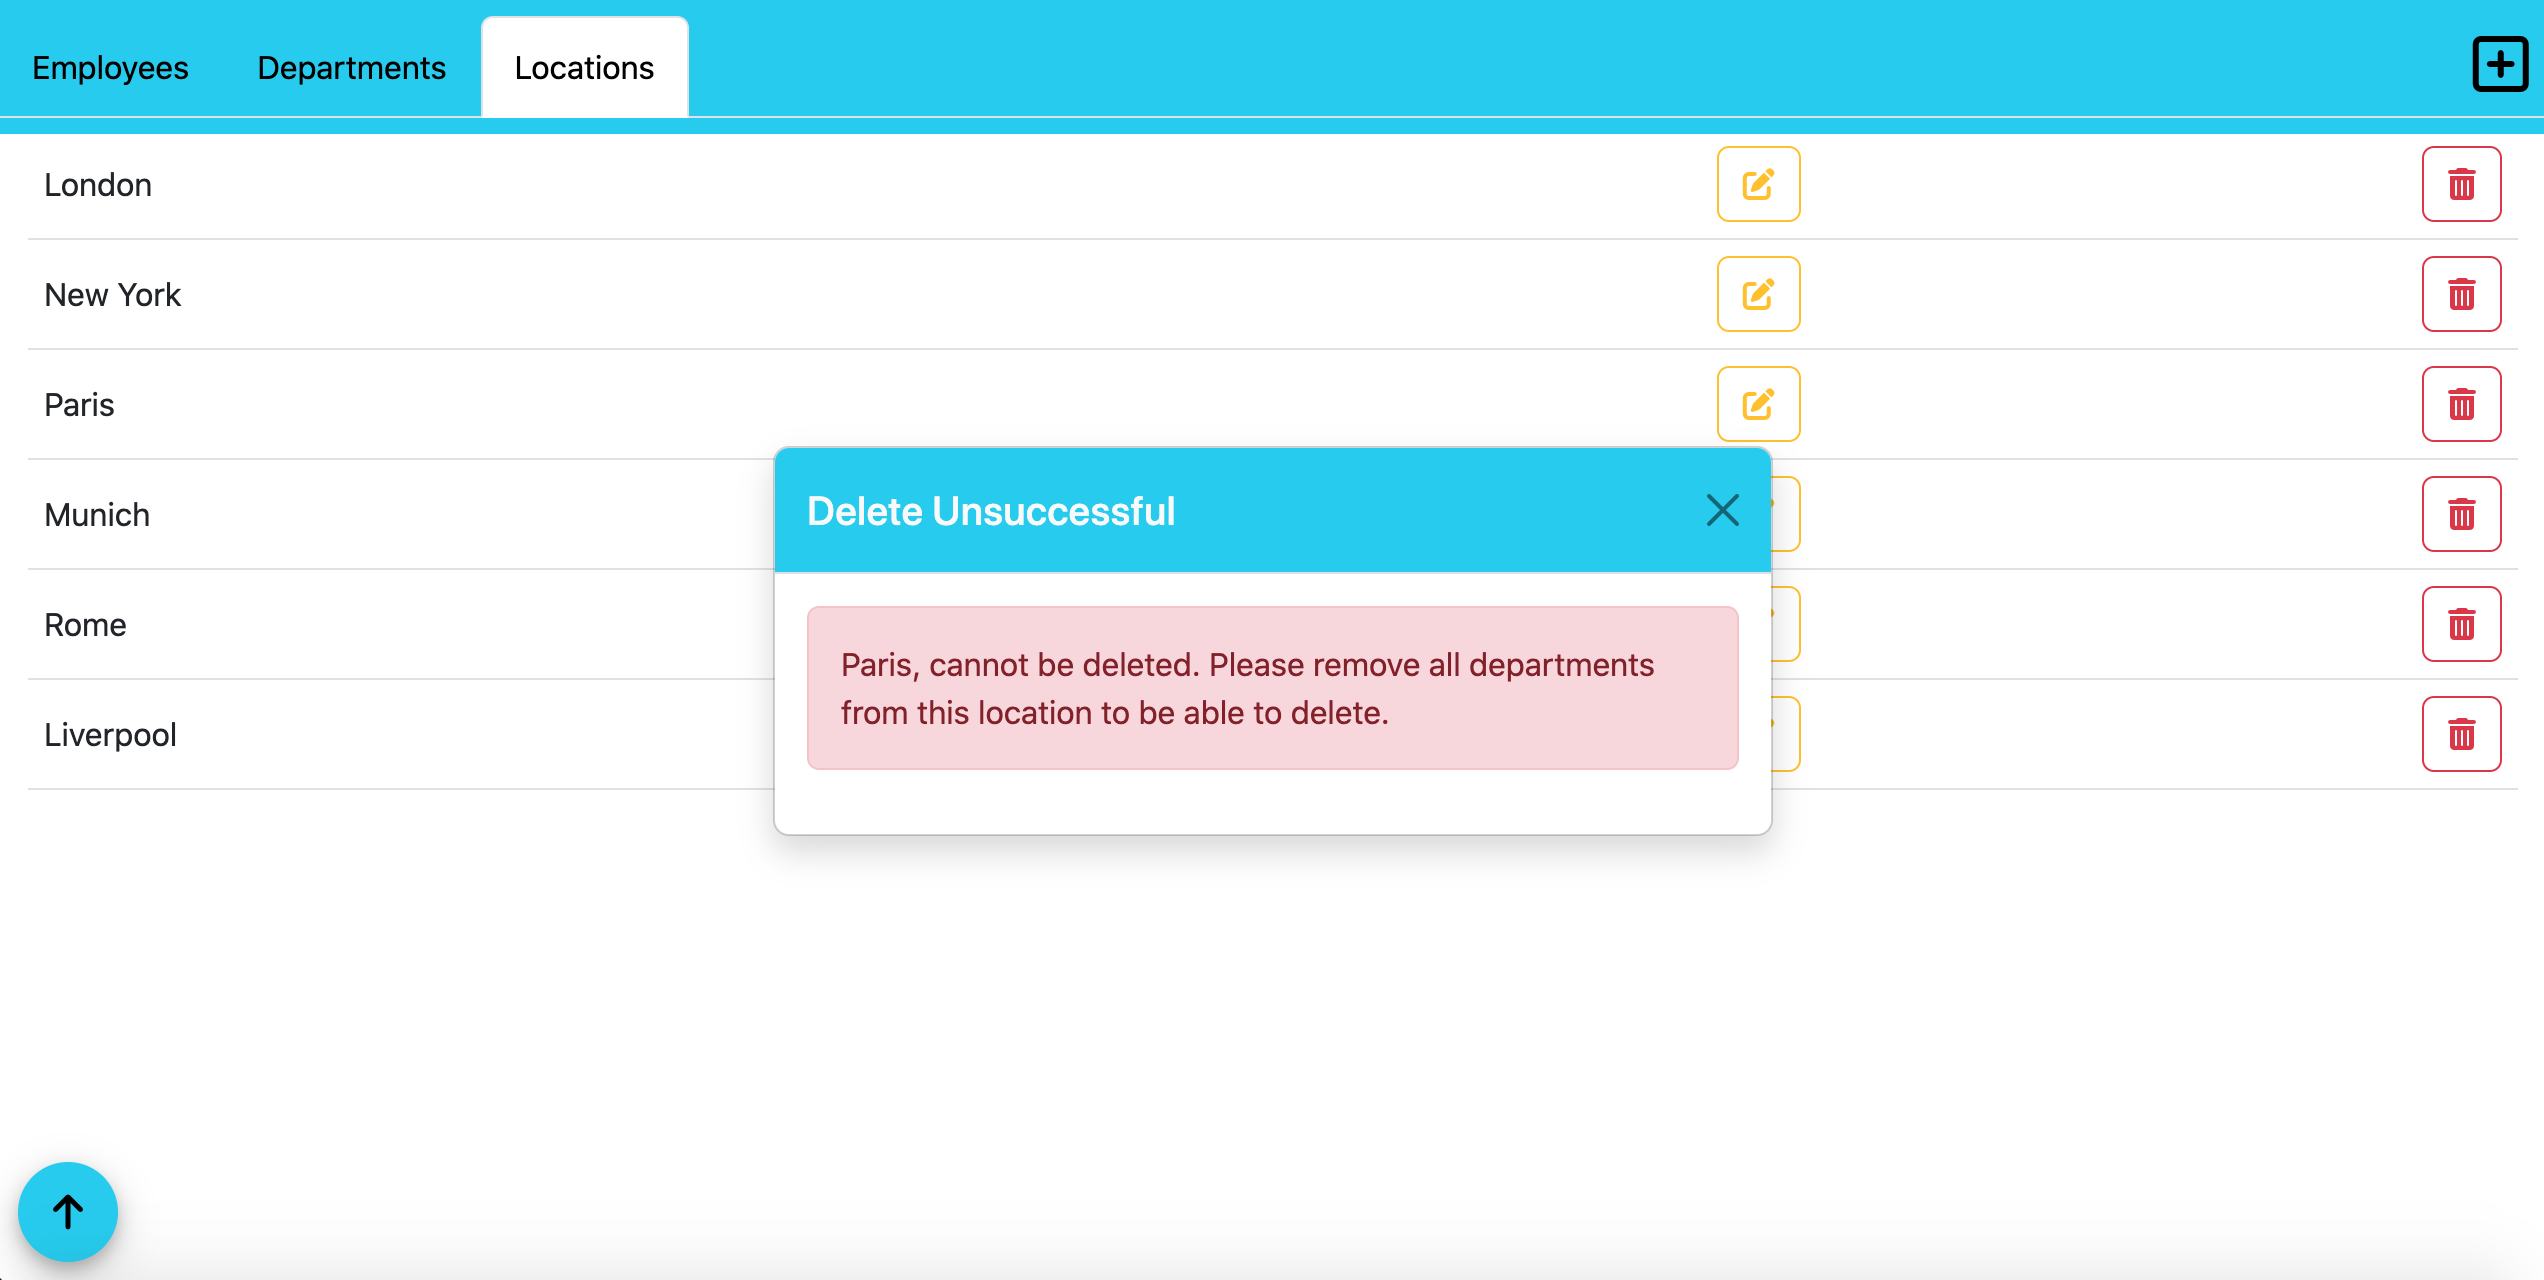 Employees
Departments
Locations
London
New York
Paris
Munich
Rome
Liverpool
Delete Unsuccessful
Paris, cannot be deleted. Please remove all departments
from this location to be able to delete.